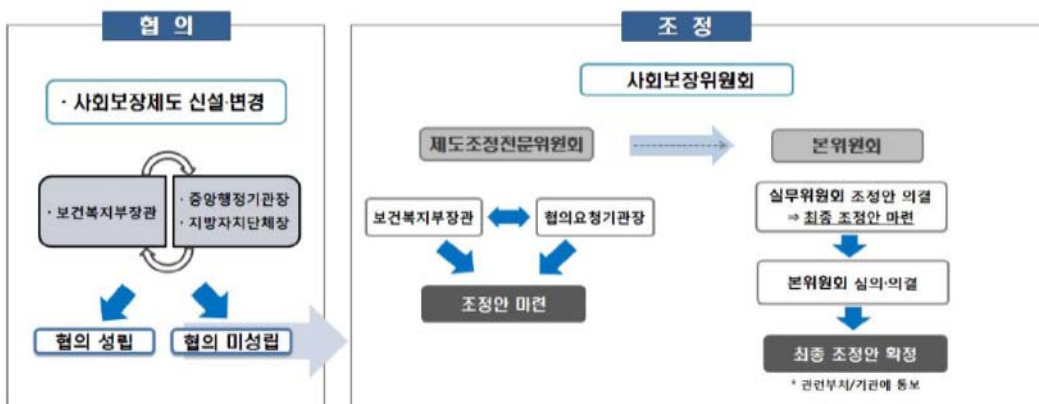 협 의
· 사회보장제도 신설·변경
· 보건복지부장관
· 중앙행정기관장
· 지방자치단체장
협의 성립
협의 미성립
조 정
사회보장위원회
제도조정전문위원회
본위원회
보건복지부장관
협의요청기관장
조정안 마련
실무위원회 조정안 의결
⇒ 최종 조정안 마련
본위원회 심의·의결
최종 조정안 확정
* 관련부처/기관에 통보